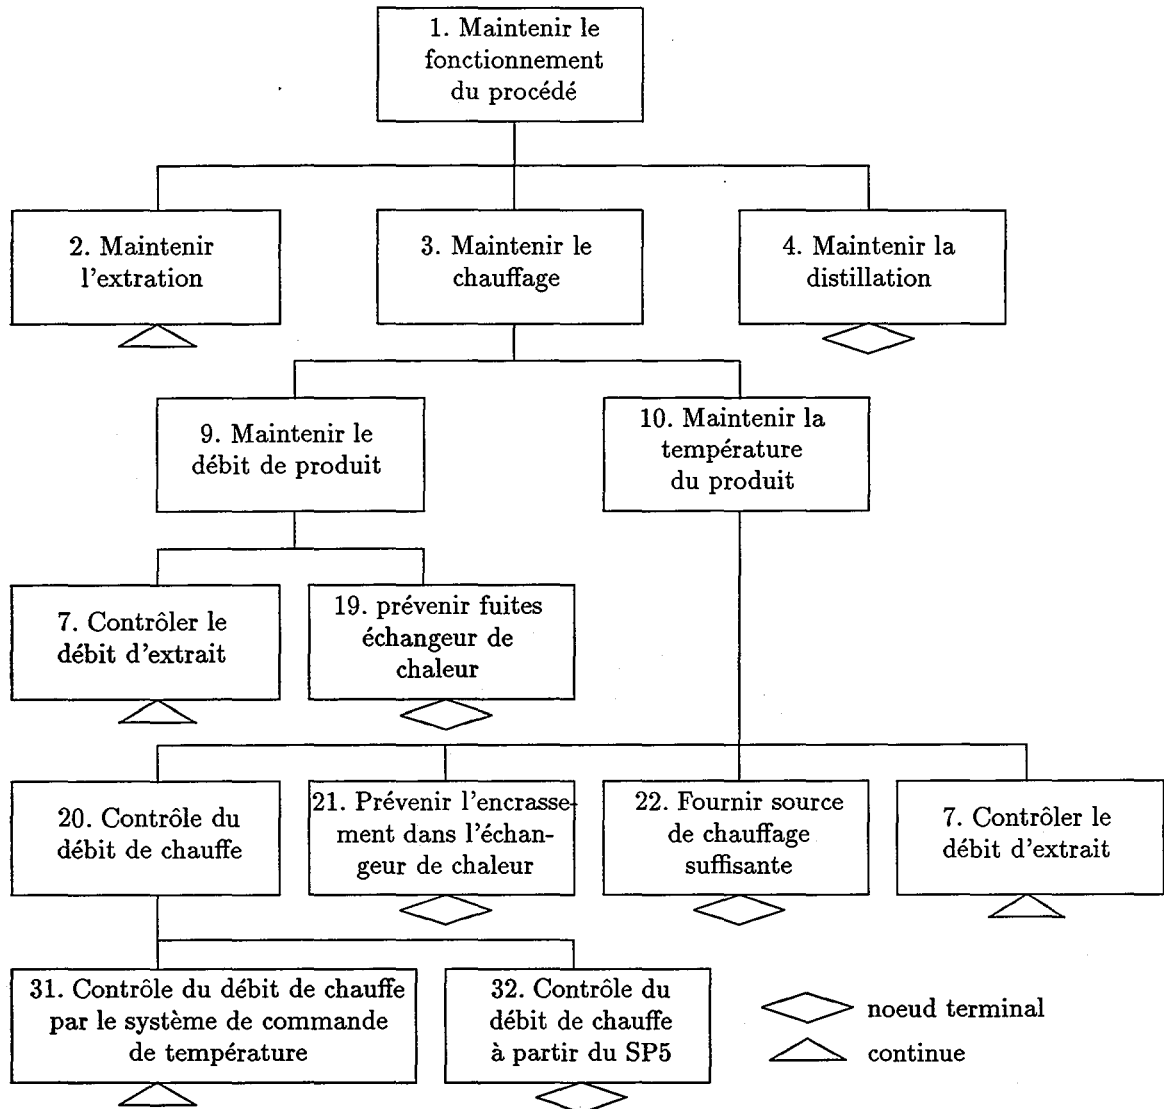 1. Maintenir le
fonctionnement
du procédé
2. Maintenir
l'extration
3. Maintenir le
chauffage
4. Maintenir la
distillation
9. Maintenir le
débit de produit
10. Maintenir la
température
du produit
7. Contrôler le
débit d'extrait
19. prévenir fuites
échangeur de
chaleur
20. Contrôle du
débit de chauffe
21. Prévenir l'encrasse-
ment dans l'échan-
geur de chaleur
22. Fournir source
de chauffage
suffisante
7. Contrôler le
débit d'extrait
31. Contrôle du débit de chauffe
par le système de commande
de température
32. Contrôle du
débit de chauffe
à partir du SP5
noeud terminal
continue